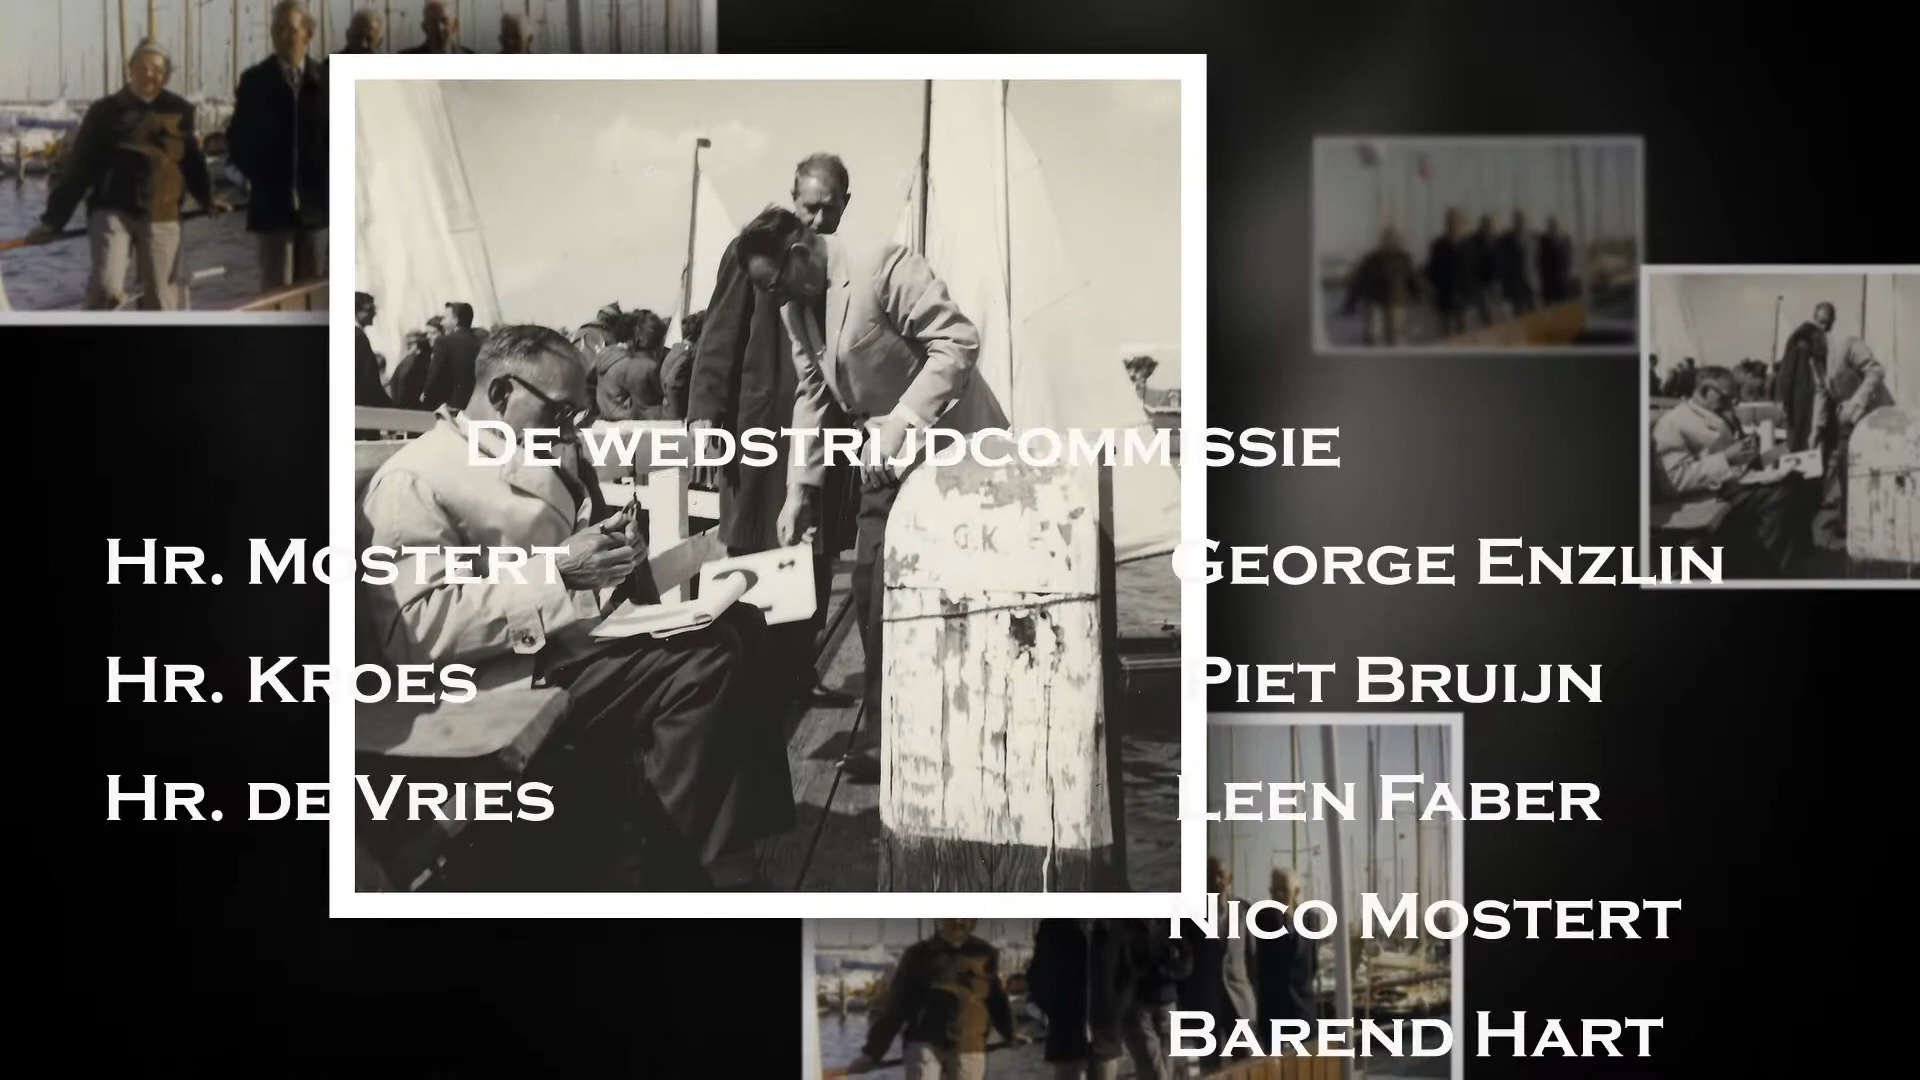 De wedstrijdcommissie
Hr. Mostert
Hr. Kroes
Hr. de Vries
George Enzlin
Piet Bruijn
Leen Faber
Nico Mostert
Barend Hart
G.K